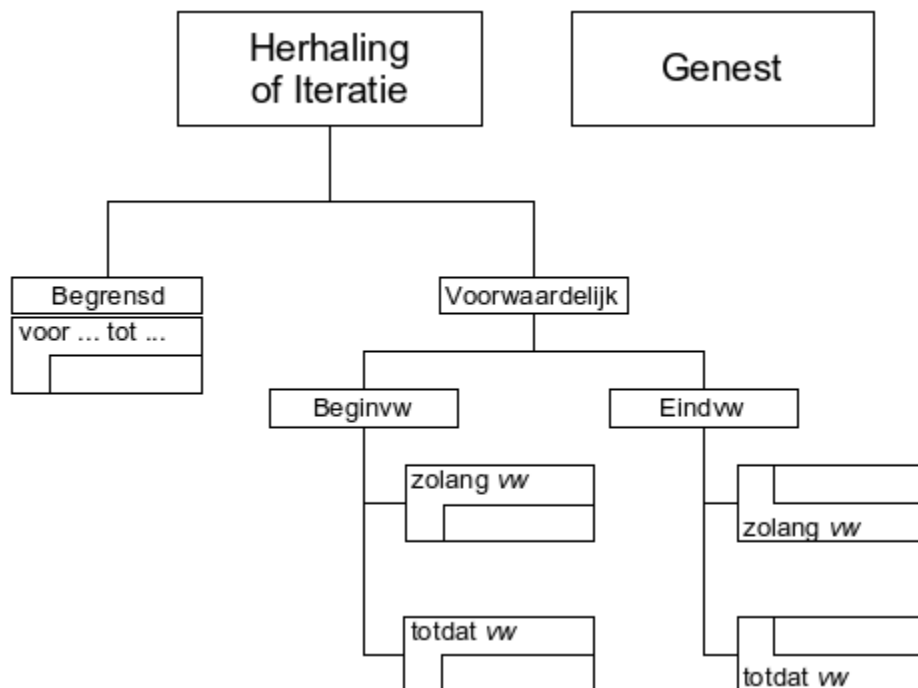 Herhaling
of Iteratie
Genest
Begrensd
Voorwaardelijk
voor ... tot ...
Beginvw
Eindvw
zolang vw
zolang vw
totdat vw
totdat vw